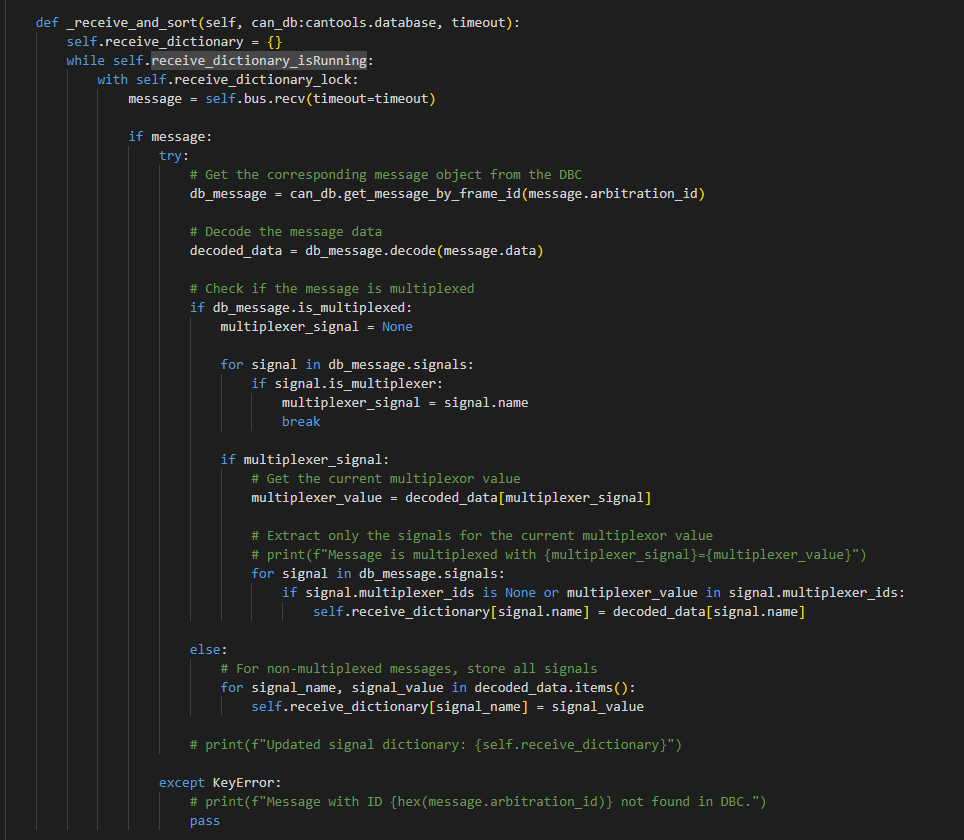 def _receive_and_sort(self, can_db:cantools.database, timeout):
    self.receive_dictionary = {}
    while self.receive_dictionary_isRunning:
        with self.receive_dictionary_lock:
            message = self.bus.recv(timeout=timeout)

            if message:
                try:
                    # Get the corresponding message object from the DBC
                    db_message = can_db.get_message_by_frame_id(message.arbitration_id)

                    # Decode the message data
                    decoded_data = db_message.decode(message.data)

                    # Check if the message is multiplexed
                    if db_message.is_multiplexed:
                        multiplexer_signal = None

                        for signal in db_message.signals:
                            if signal.is_multiplexer:
                                multiplexer_signal = signal.name
                                break

                        if multiplexer_signal:
                            # Get the current multiplexor value
                            multiplexer_value = decoded_data[multiplexer_signal]

                            # Extract only the signals for the current multiplexor value
                            # print(f"Message is multiplexed with {multiplexer_signal}={multiplexer_value}")
                            for signal in db_message.signals:
                                if signal.multiplexer_ids is None or multiplexer_value in signal.multiplexer_ids:
                                    self.receive_dictionary[signal.name] = decoded_data[signal.name]

                    else:
                        # For non-multiplexed messages, store all signals
                        for signal_name, signal_value in decoded_data.items():
                            self.receive_dictionary[signal_name] = signal_value

                    # print(f"Updated signal dictionary: {self.receive_dictionary}")

                except KeyError:
                    # print(f"Message with ID {hex(message.arbitration_id)} not found in DBC.")
                    pass